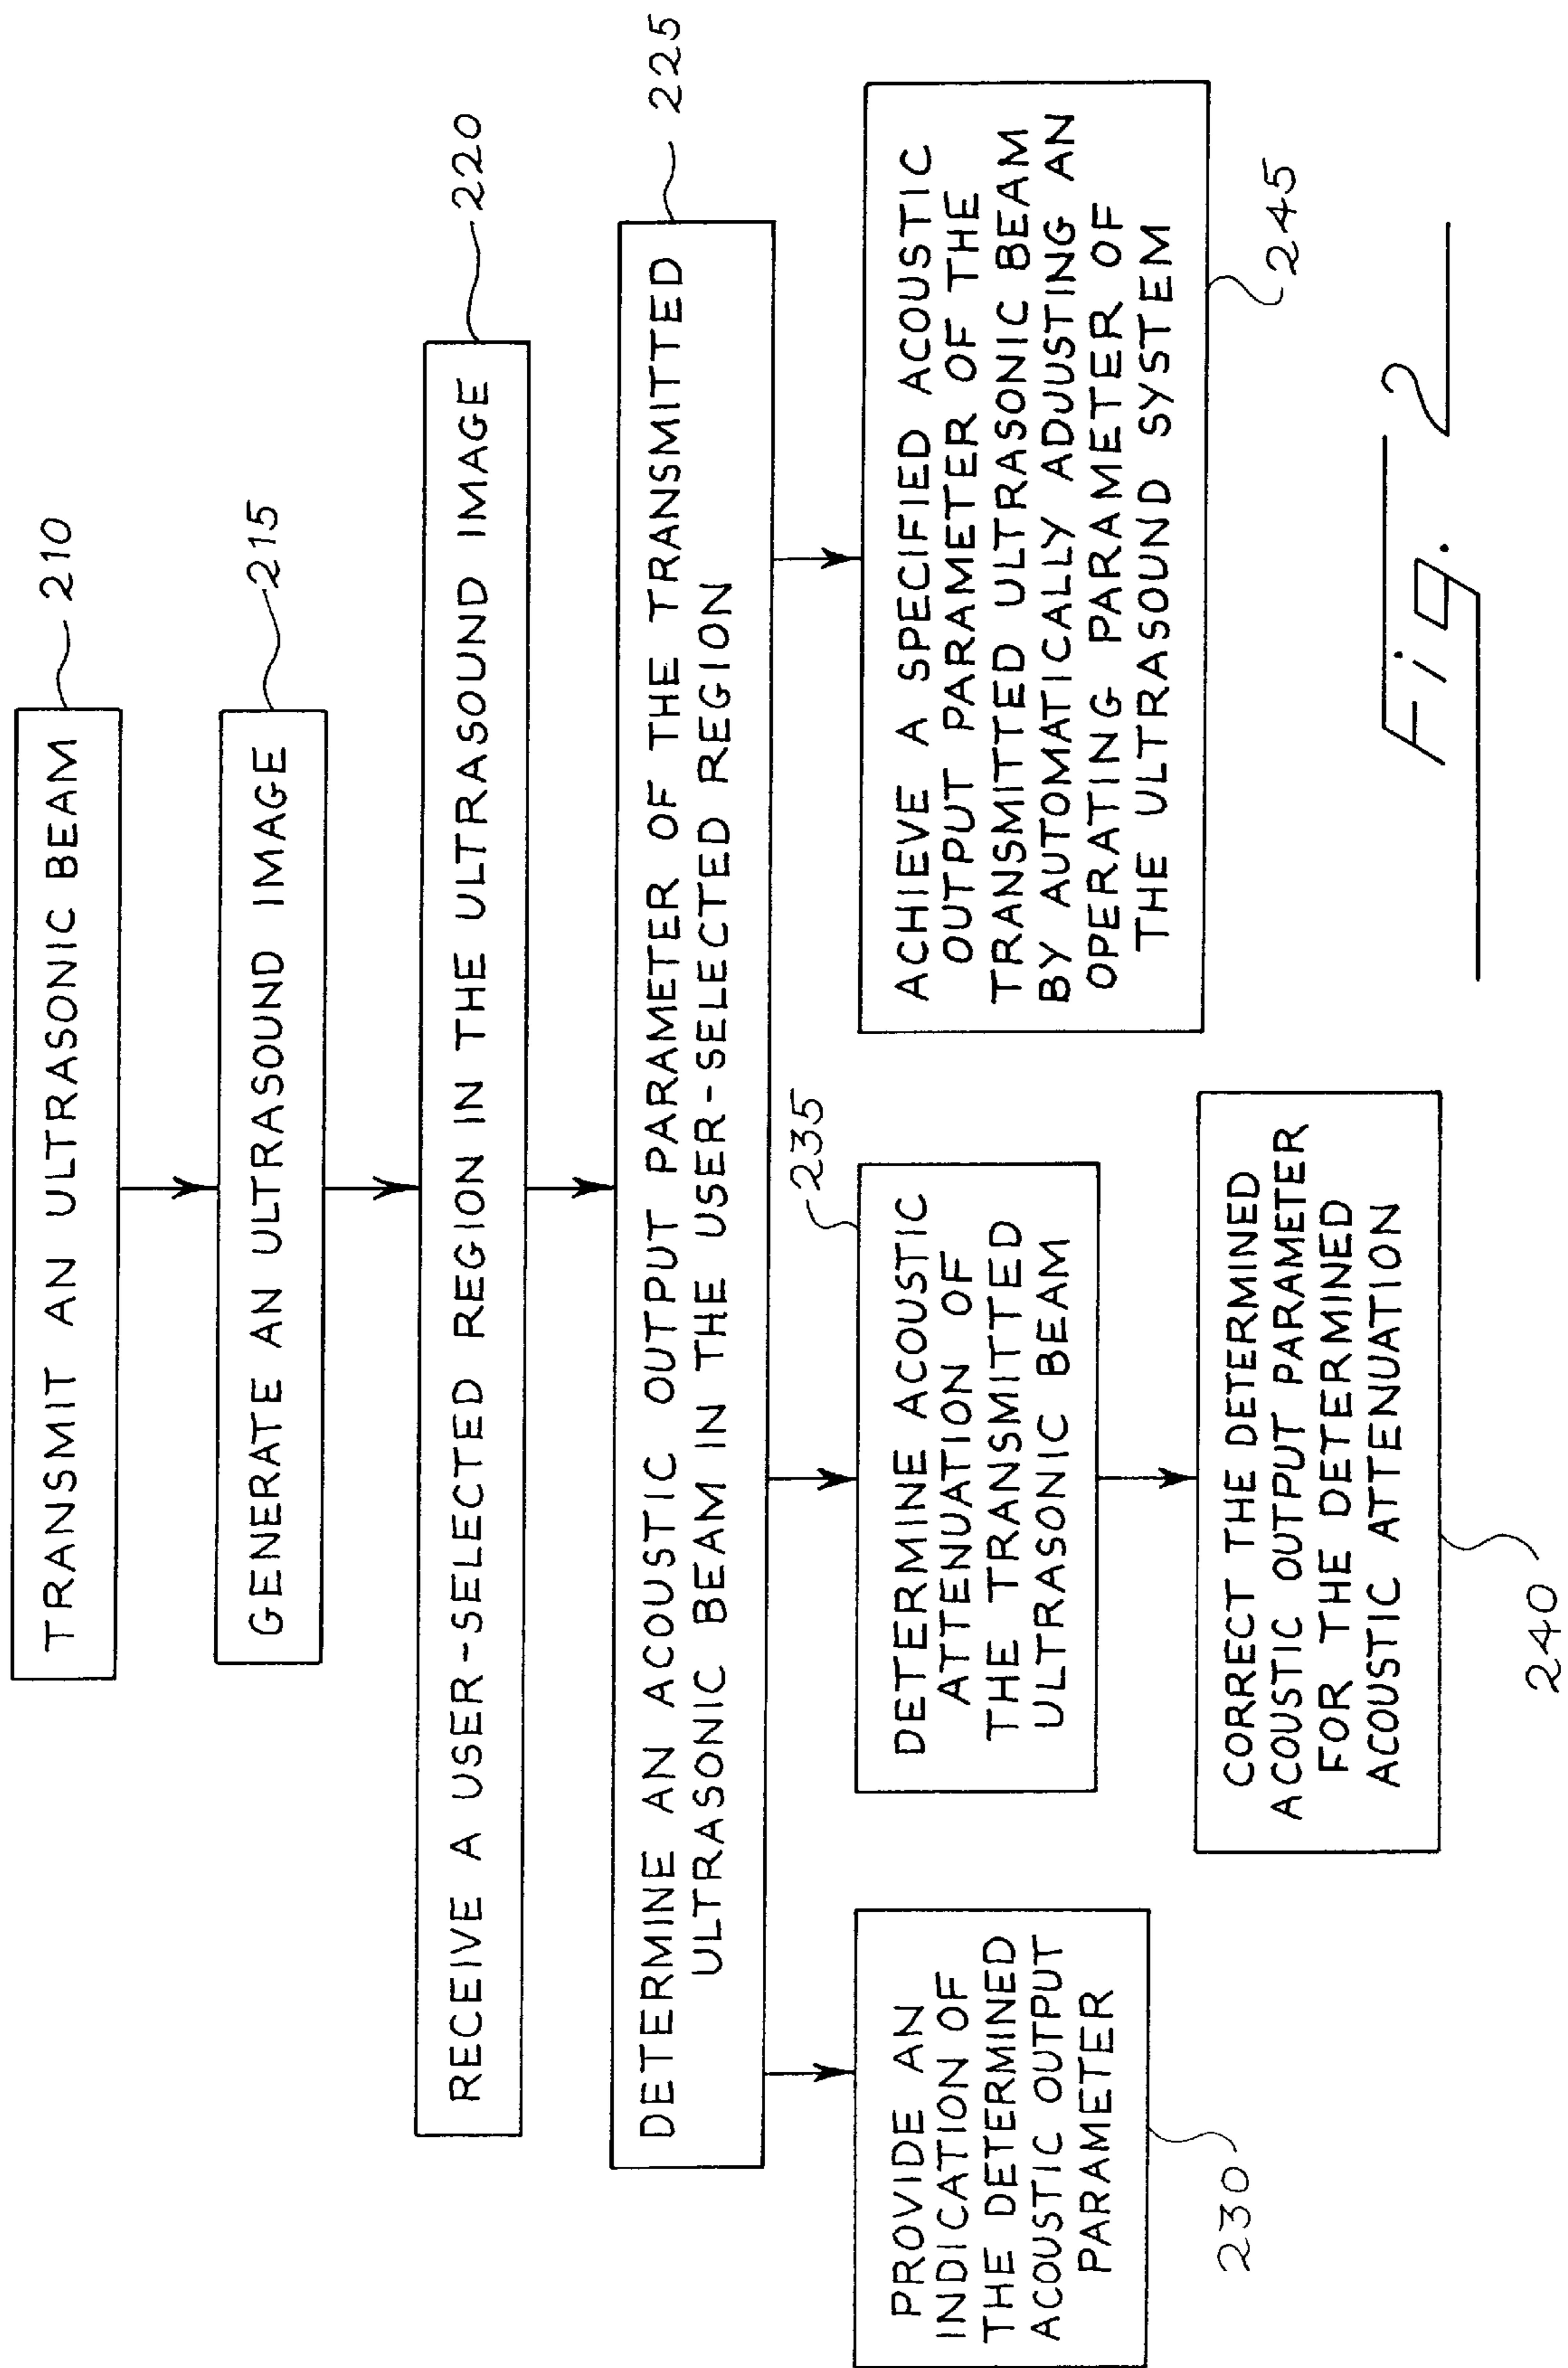 TRANSMIT AN ULTRASONIC BEAM
210
GENERATE AN ULTRASOUND IMAGE
215
RECEIVE A USER-SELECTED REGION IN THE ULTRASOUND IMAGE
220
DETERMINE AN ACOUSTIC OUTPUT PARAMETER OF THE TRANSMITTED
ULTRASONIC BEAM IN THE USER-SELECTED REGION
225
PROVIDE AN
INDICATION OF
THE DETERMINED
ACOUSTIC OUTPUT
PARAMETER
230
DETERMINE ACOUSTIC
ATTENUATION OF
THE TRANSMITTED
ULTRASONIC BEAM
235
CORRECT THE DETERMINED
ACOUSTIC OUTPUT PARAMETER
FOR THE DETERMINED
ACOUSTIC ATTENUATION
240
ACHIEVE A SPECIFIED ACOUSTIC
OUTPUT PARAMETER OF THE
TRANSMITTED ULTRASONIC BEAM
BY AUTOMATICALLY ADJUSTING AN
OPERATING PARAMETER OF
THE ULTRASOUND SYSTEM
245
Fig. 2